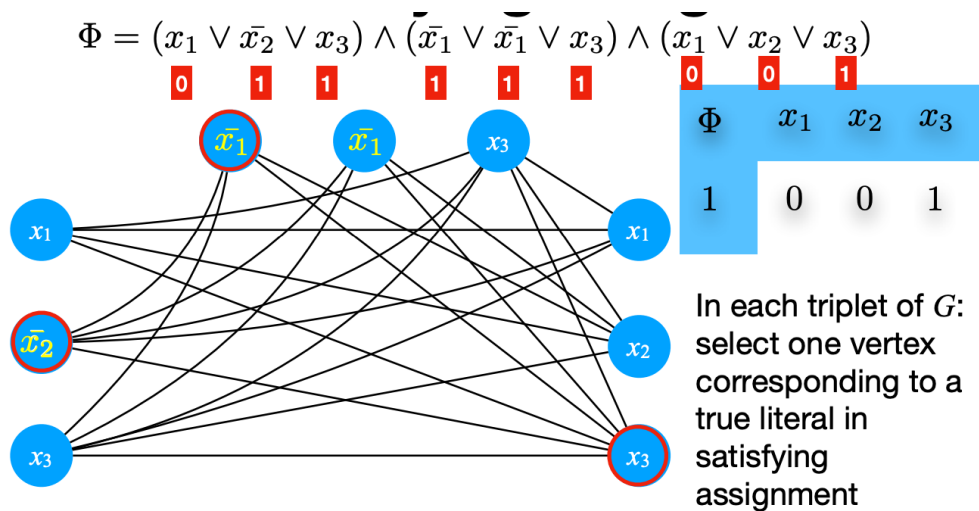 Φ = (x₁ ∨ x̄₂ ∨ x₃) ∧ (x̄₁ ∨ x̄₁ ∨ x₃) ∧ (x₁ ∨ x₂ ∨ x₃)
0 1 1 1 1 1 0 0 1
x̄₁ x̄₁ x₃
Φ x₁ x₂ x₃
1 0 0 1
x₁ x₁
x̄₂ x₂
x₃ x₃
In each triplet of G:
select one vertex
corresponding to a
true literal in
satisfying
assignment